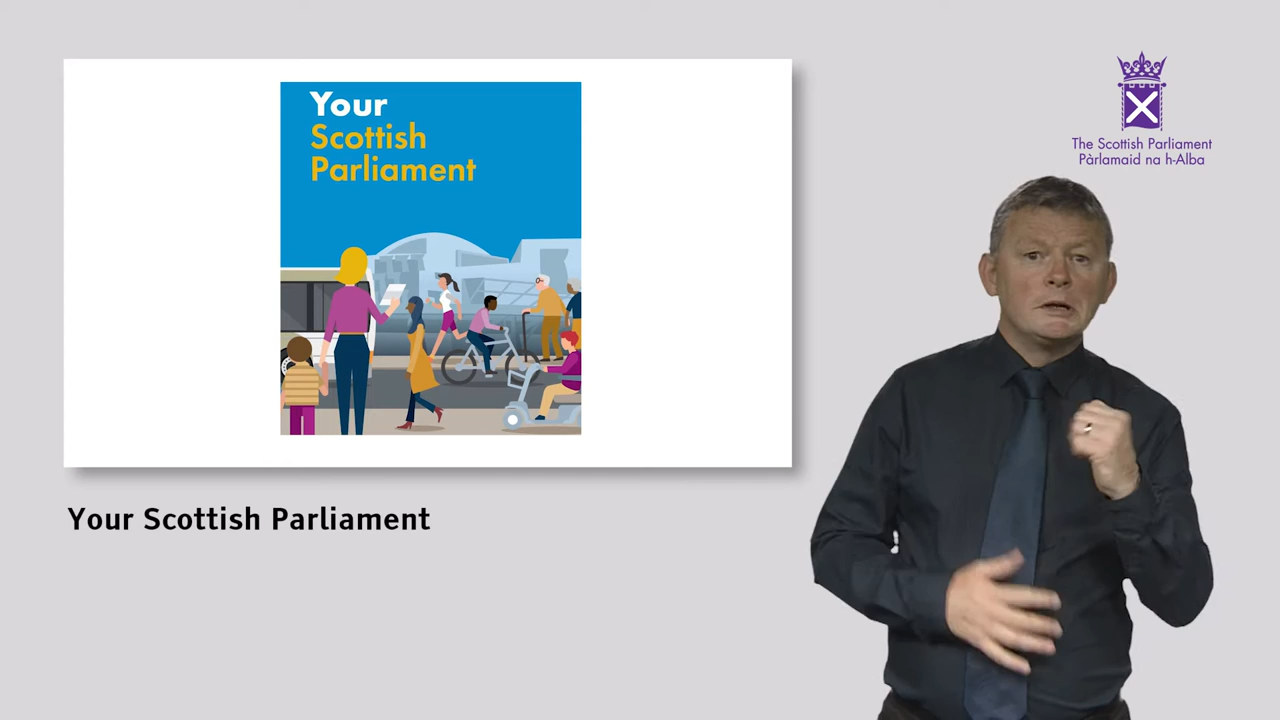 Your
Scottish
Parliament
The Scottish Parliament
Pàrlamaid na h-Alba
Your Scottish Parliament